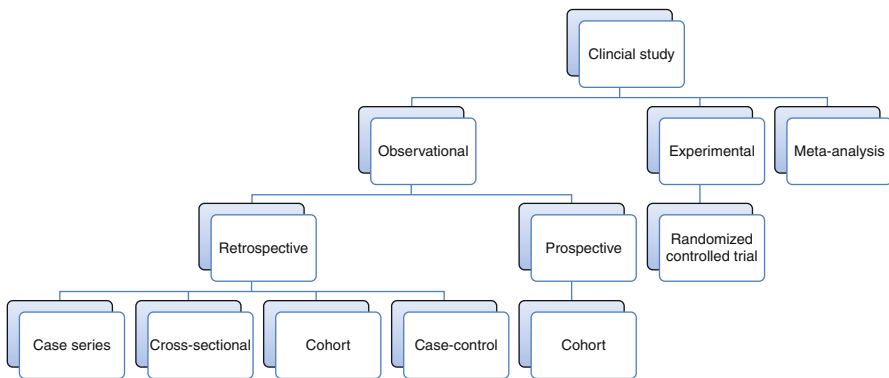 Clincial study
Observational
Experimental
Meta-analysis
Retrospective
Prospective
Randomized
controlled trial
Case series
Cross-sectional
Cohort
Case-control
Cohort